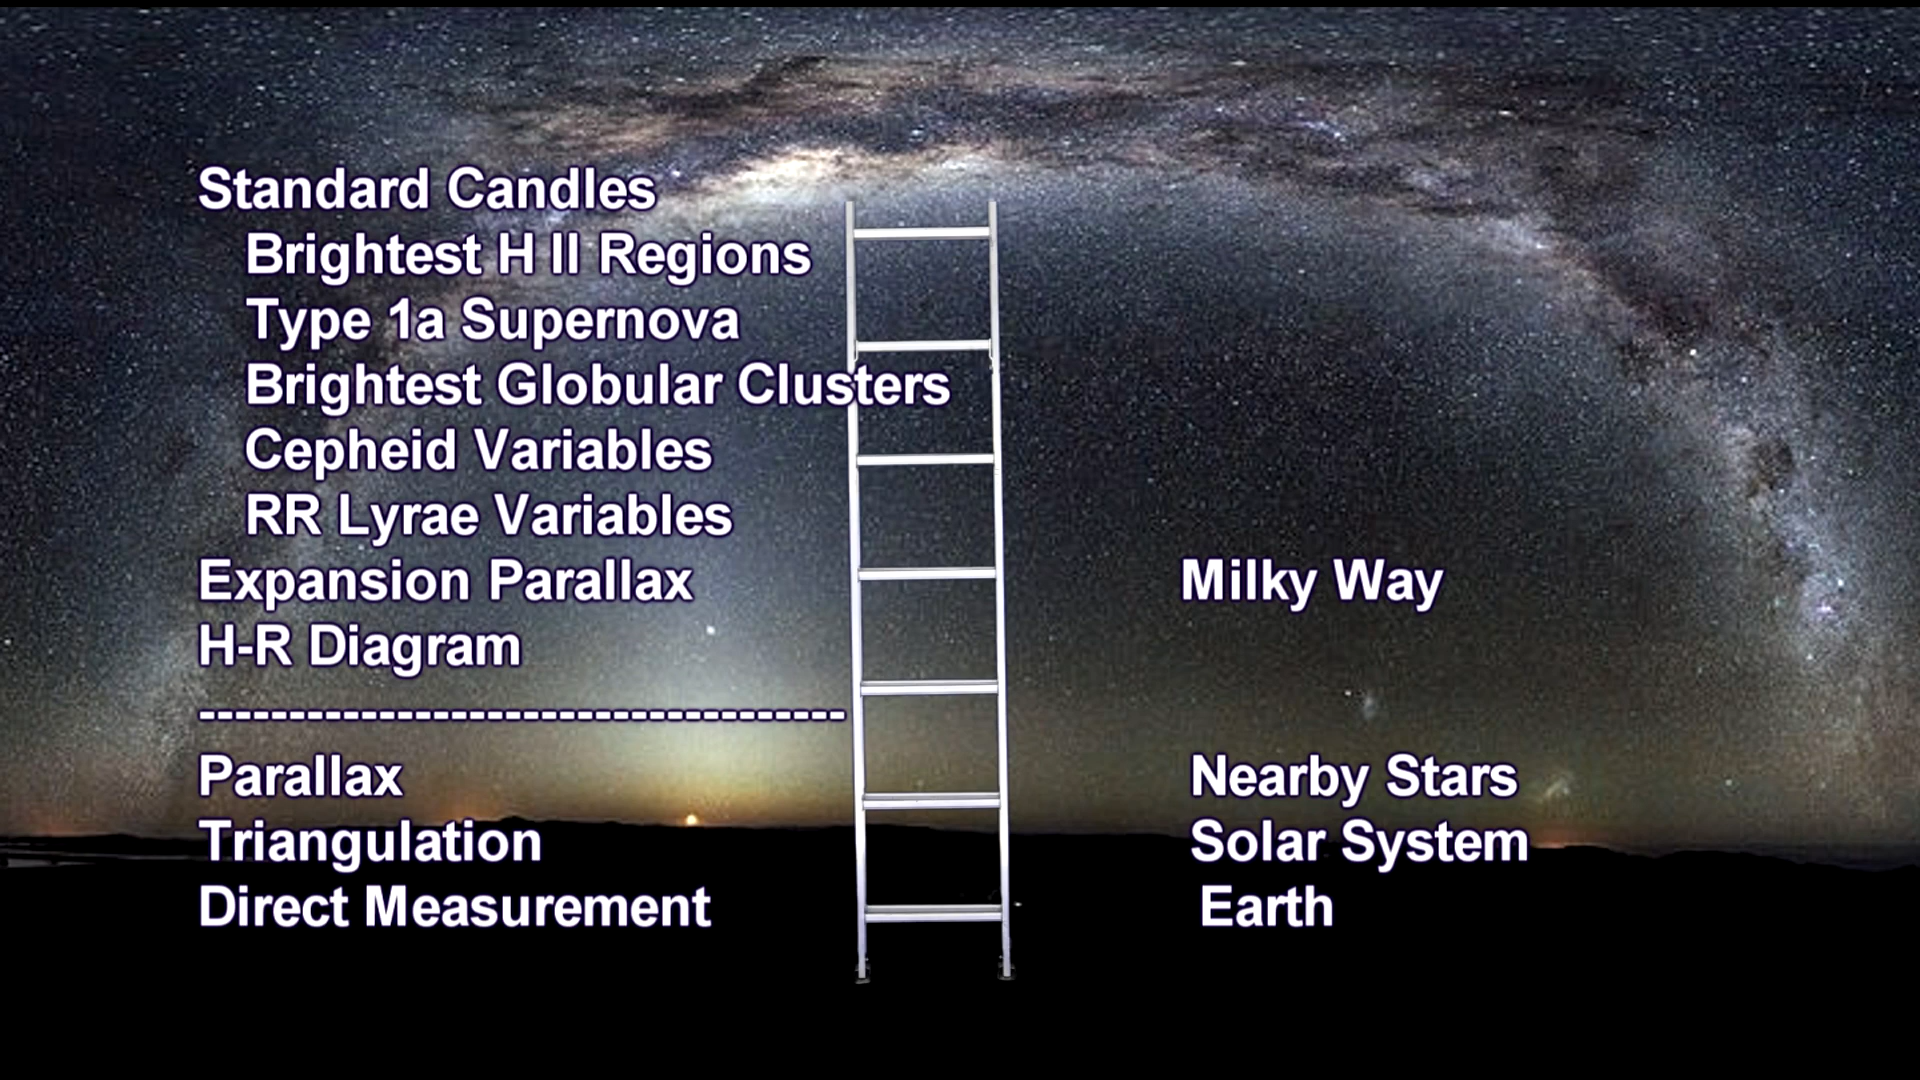 Standard Candles
Brightest H II Regions
Type 1a Supernova
Brightest Globular Clusters
Cepheid Variables
RR Lyrae Variables
Expansion Parallax
Milky Way
H-R Diagram
------------------------------------
Parallax
Nearby Stars
Triangulation
Solar System
Direct Measurement
Earth